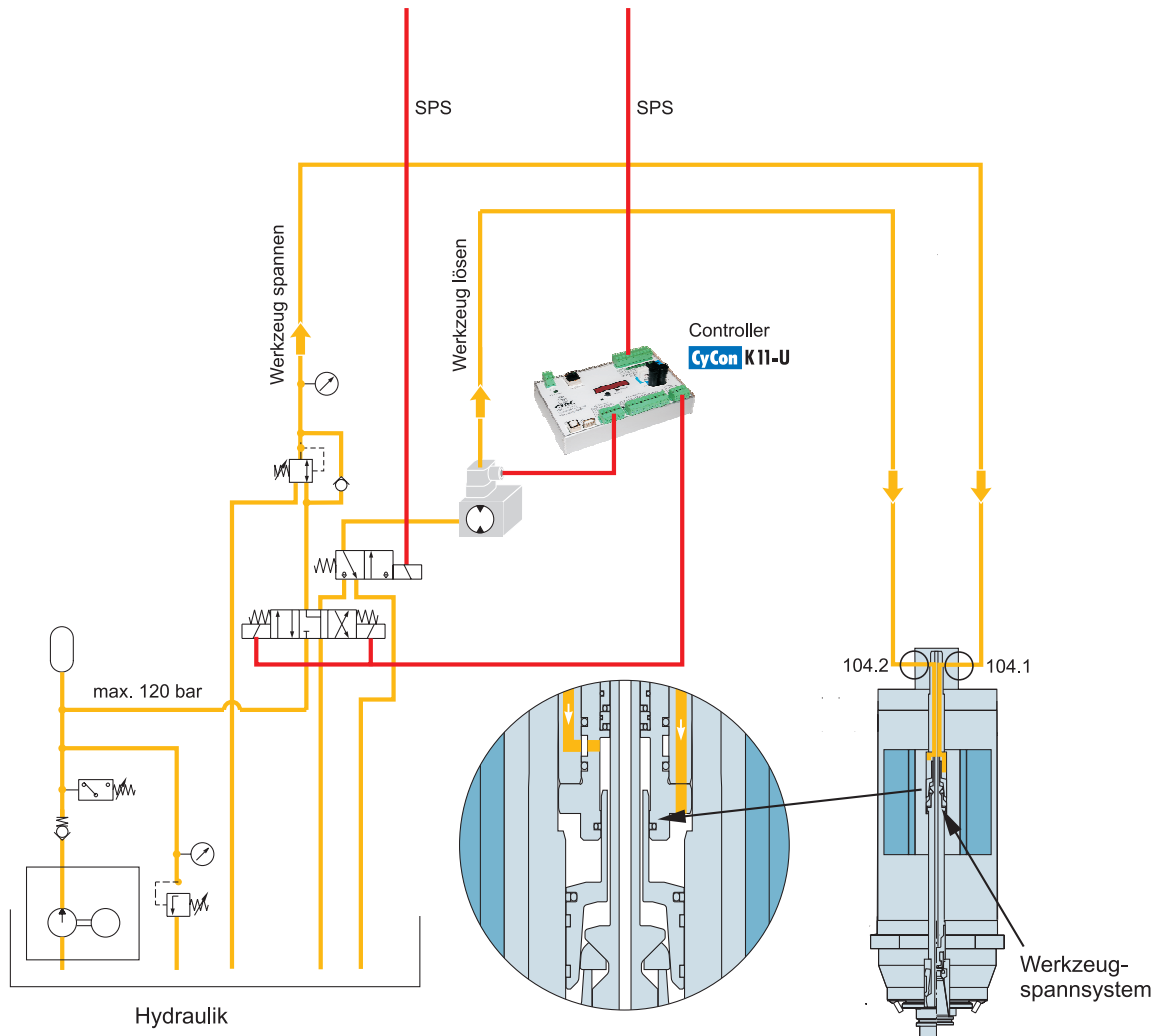 SPS
SPS
Werkzeug spannen
Werkzeug lösen
Controller
CyCon K11-U
max. 120 bar
104.2
104.1
Werkzeug-
spannsystem
Hydraulik